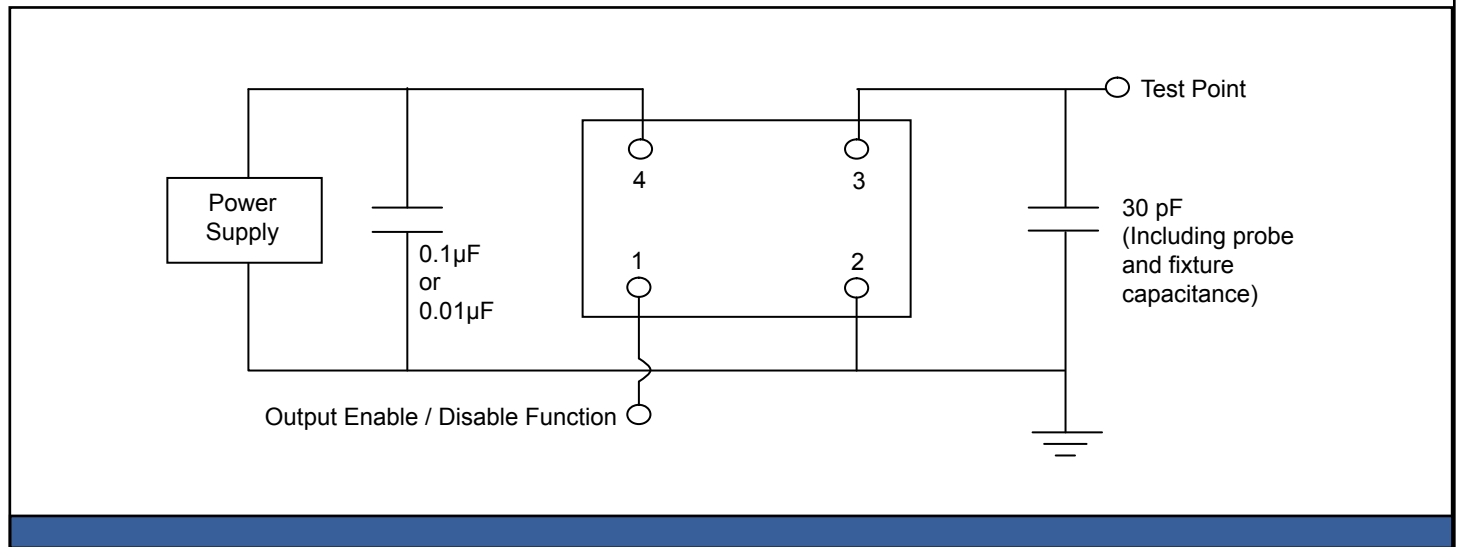 Test Point
4
3
Power
Supply
30 pF
(Including probe
and fixture
capacitance)
0.1µF
or
0.01µF
1
2
Output Enable / Disable Function